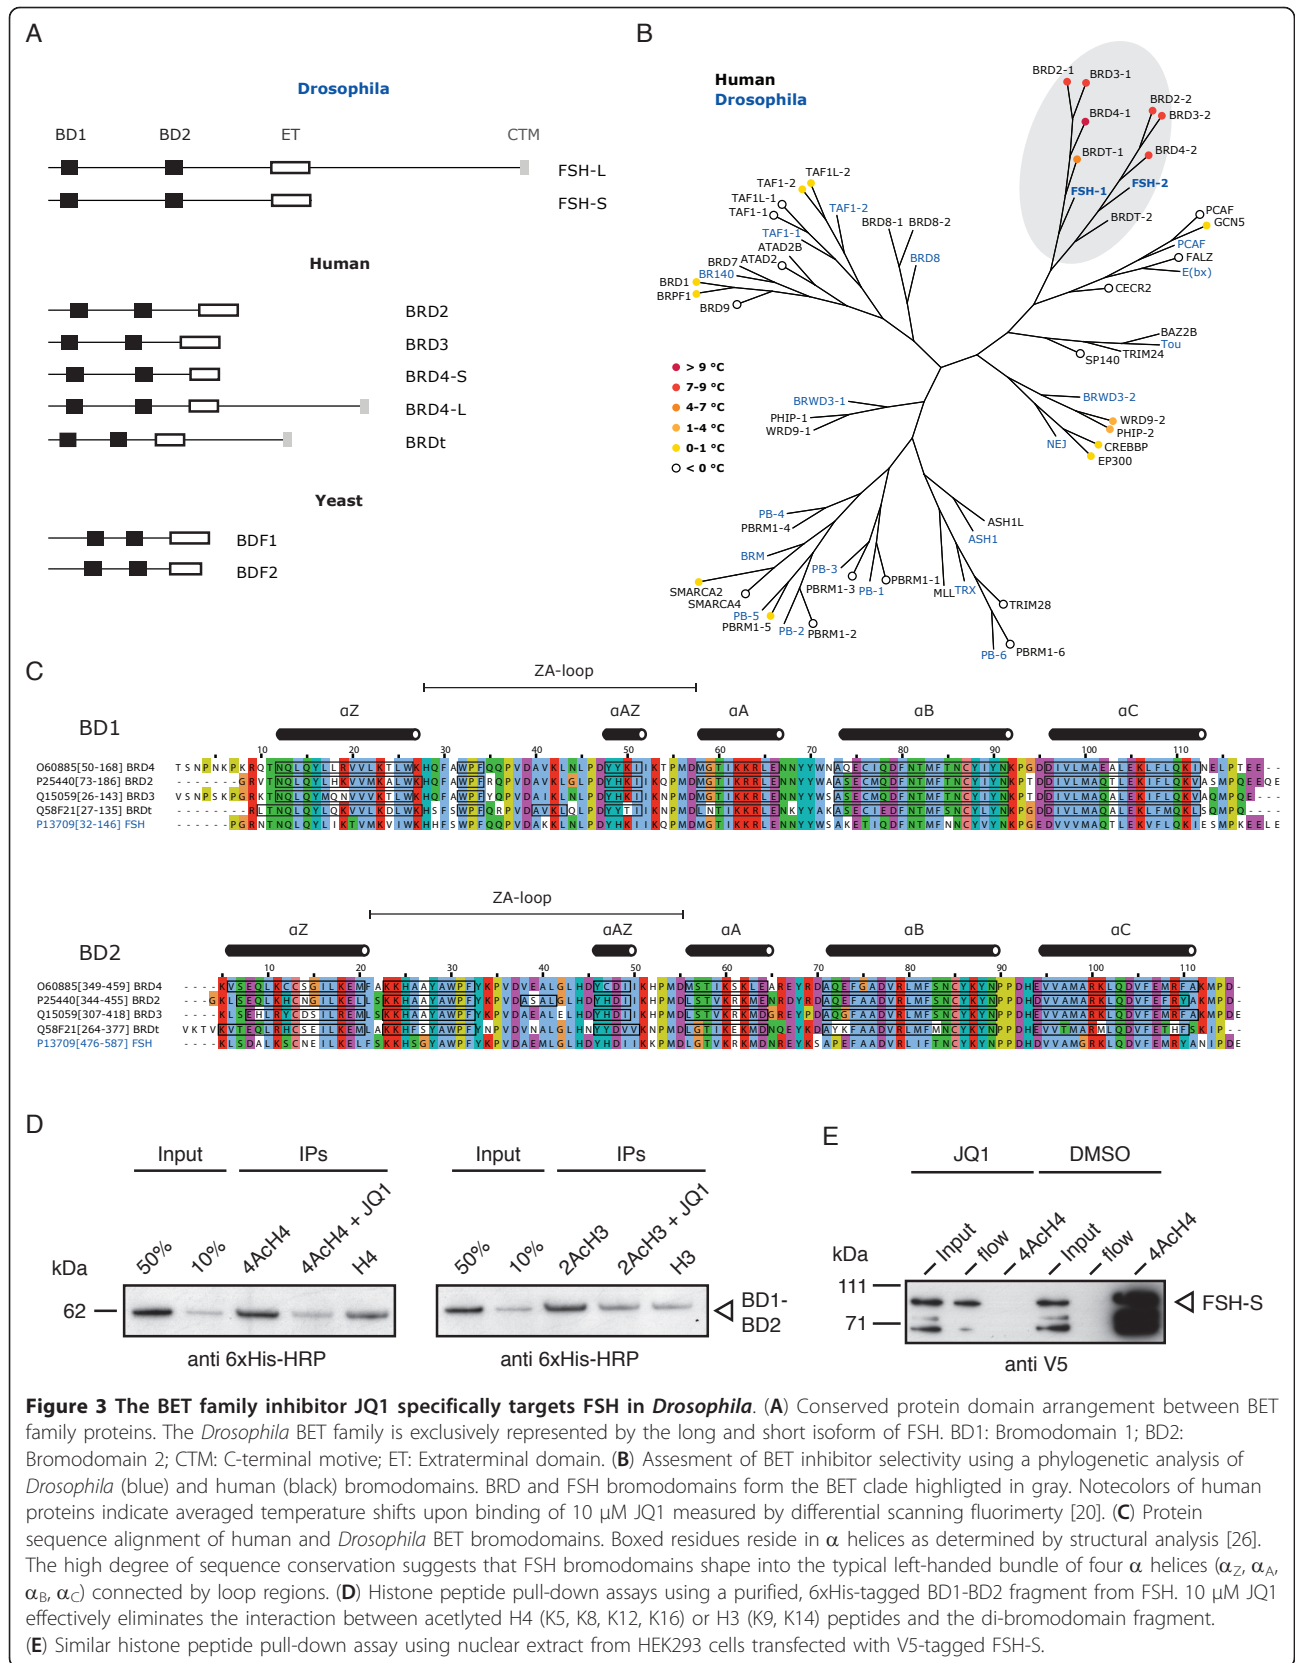 A
Drosophila
BD1 BD2 ET CTM
FSH-L
FSH-S
Human
BRD2
BRD3
BRD4-S
BRD4-L
BRDt
Yeast
BDF1
BDF2
B
Human
Drosophila
BRD2-1
BRD3-1
BRD4-1
BRDT-1
FSH-1
BRD2-2
BRD3-2
BRD4-2
FSH-2
BRDT-2
PCAF
GCN5
PCAF
FALZ
E(bx)
CECR2
BAZ2B
Tou
TRIM24
SP140
BRWD3-2
WRD9-2
PHIP-2
CREBBP
EP300
NEJ
TAF1L-2
TAF1-2
TAF1L-1
TAF1-1
TAF1-2
TAF1-1
ATAD2B
ATAD2
BRD7
BR140
BRD1
BRPF1
BRD9
BRD8-1
BRD8-2
BRD8
> 9 °C
7-9 °C
4-7 °C
1-4 °C
0-1 °C
< 0 °C
BRWD3-1
PHIP-1
WRD9-1
PB-4
PBRM1-4
BRM
SMARCA2
SMARCA4
PB-5
PBRM1-5
PB-2
PBRM1-2
PB-3
PBRM1-3
PB-1
PBRM1-1
MLL
TRX
ASH1L
ASH1
TRIM28
PB-6
PBRM1-6
C
ZA-loop
BD1
αZ αAZ αA αB αC
10 20 30 40 50 60 70 80 90 100 110
O60885[50-168] BRD4
P25440[73-186] BRD2
Q15059[26-143] BRD3
Q58F21[27-135] BRDt
P13709[32-146] FSH
ZA-loop
BD2
αZ αAZ αA αB αC
10 20 30 40 50 60 70 80 90 100 110
O60885[349-459] BRD4
P25440[344-455] BRD2
Q15059[307-418] BRD3
Q58F21[264-377] BRDt
P13709[476-587] FSH
D
Input IPs Input IPs
50% 10% 4AcH4 4AcH4 + JQ1 H4
50% 10% 2AcH3 2AcH3 + JQ1 H3
kDa
62
BD1-
BD2
anti 6xHis-HRP anti 6xHis-HRP
E
JQ1 DMSO
Input flow 4AcH4 Input flow 4AcH4
kDa
111
71
FSH-S
anti V5
Figure 3 The BET family inhibitor JQ1 specifically targets FSH in Drosophila. (A) Conserved protein domain arrangement between BET
family proteins. The Drosophila BET family is exclusively represented by the long and short isoform of FSH. BD1: Bromodomain 1; BD2:
Bromodomain 2; CTM: C-terminal motive; ET: Extraterminal domain. (B) Assesment of BET inhibitor selectivity using a phylogenetic analysis of
Drosophila (blue) and human (black) bromodomains. BRD and FSH bromodomains form the BET clade highligted in gray. Notecolors of human
proteins indicate averaged temperature shifts upon binding of 10 μM JQ1 measured by differential scanning fluorimerty [20]. (C) Protein
sequence alignment of human and Drosophila BET bromodomains. Boxed residues reside in α helices as determined by structural analysis [26].
The high degree of sequence conservation suggests that FSH bromodomains shape into the typical left-handed bundle of four α helices (αZ, αA,
αB, αC) connected by loop regions. (D) Histone peptide pull-down assays using a purified, 6xHis-tagged BD1-BD2 fragment from FSH. 10 μM JQ1
effectively eliminates the interaction between acetlyted H4 (K5, K8, K12, K16) or H3 (K9, K14) peptides and the di-bromodomain fragment.
(E) Similar histone peptide pull-down assay using nuclear extract from HEK293 cells transfected with V5-tagged FSH-S.